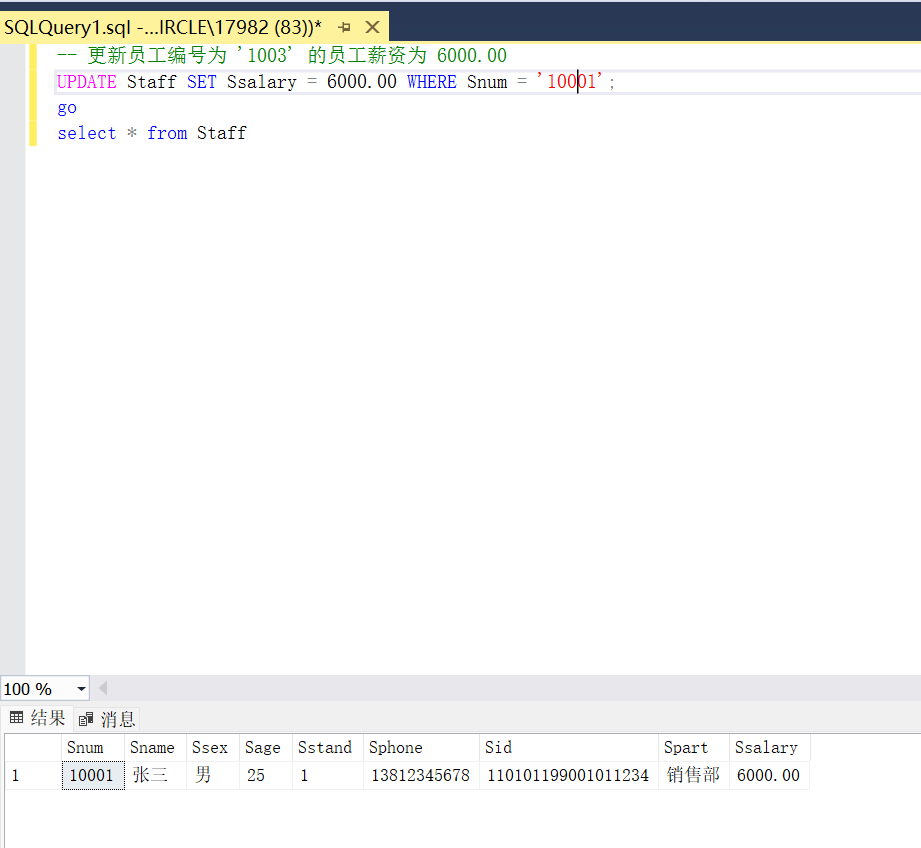 SQLQuery1.sql -...IRCLE\17982 (83))*
-- 更新员工编号为 '1003' 的员工薪资为 6000.00
UPDATE Staff SET Ssalary = 6000.00 WHERE Snum = '10001';
go
select * from Staff
100 %
结果 消息
Snum Sname Ssex Sage Sstand Sphone Sid Spart Ssalary
1 10001 张三 男 25 1 13812345678 110101199001011234 销售部 6000.00